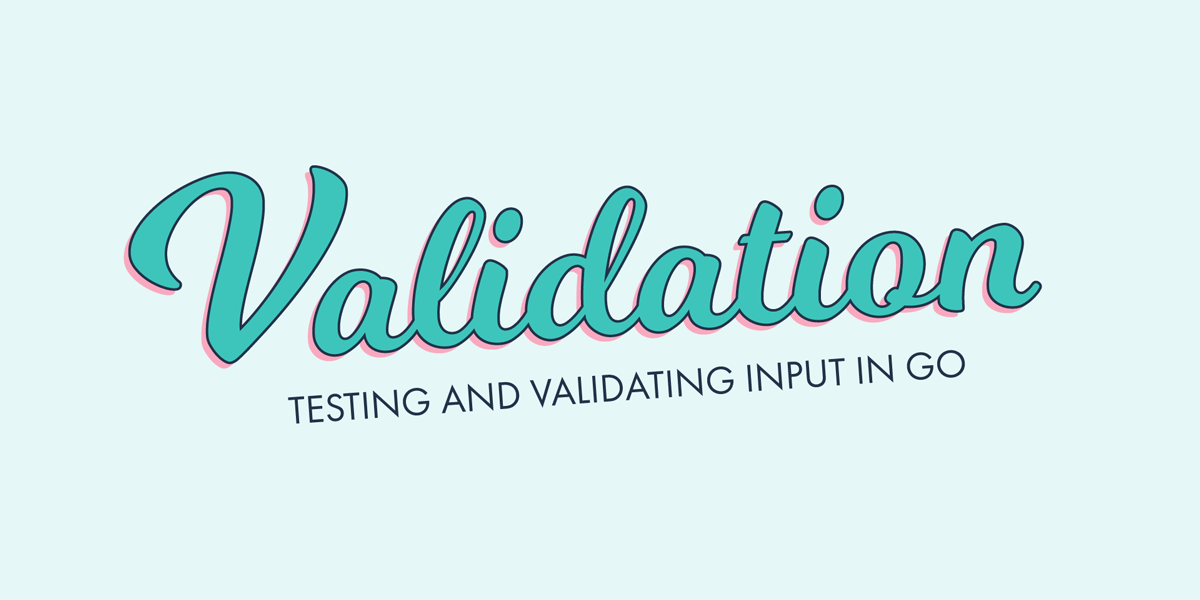 Validation
TESTING AND VALIDATING INPUT IN GO